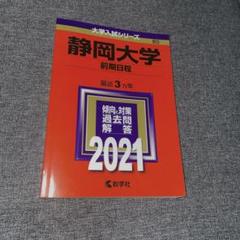 大学入試シリーズ
静岡大学
前期日程
最近3カ年
傾向と対策
過去問
解答
2021
教学社